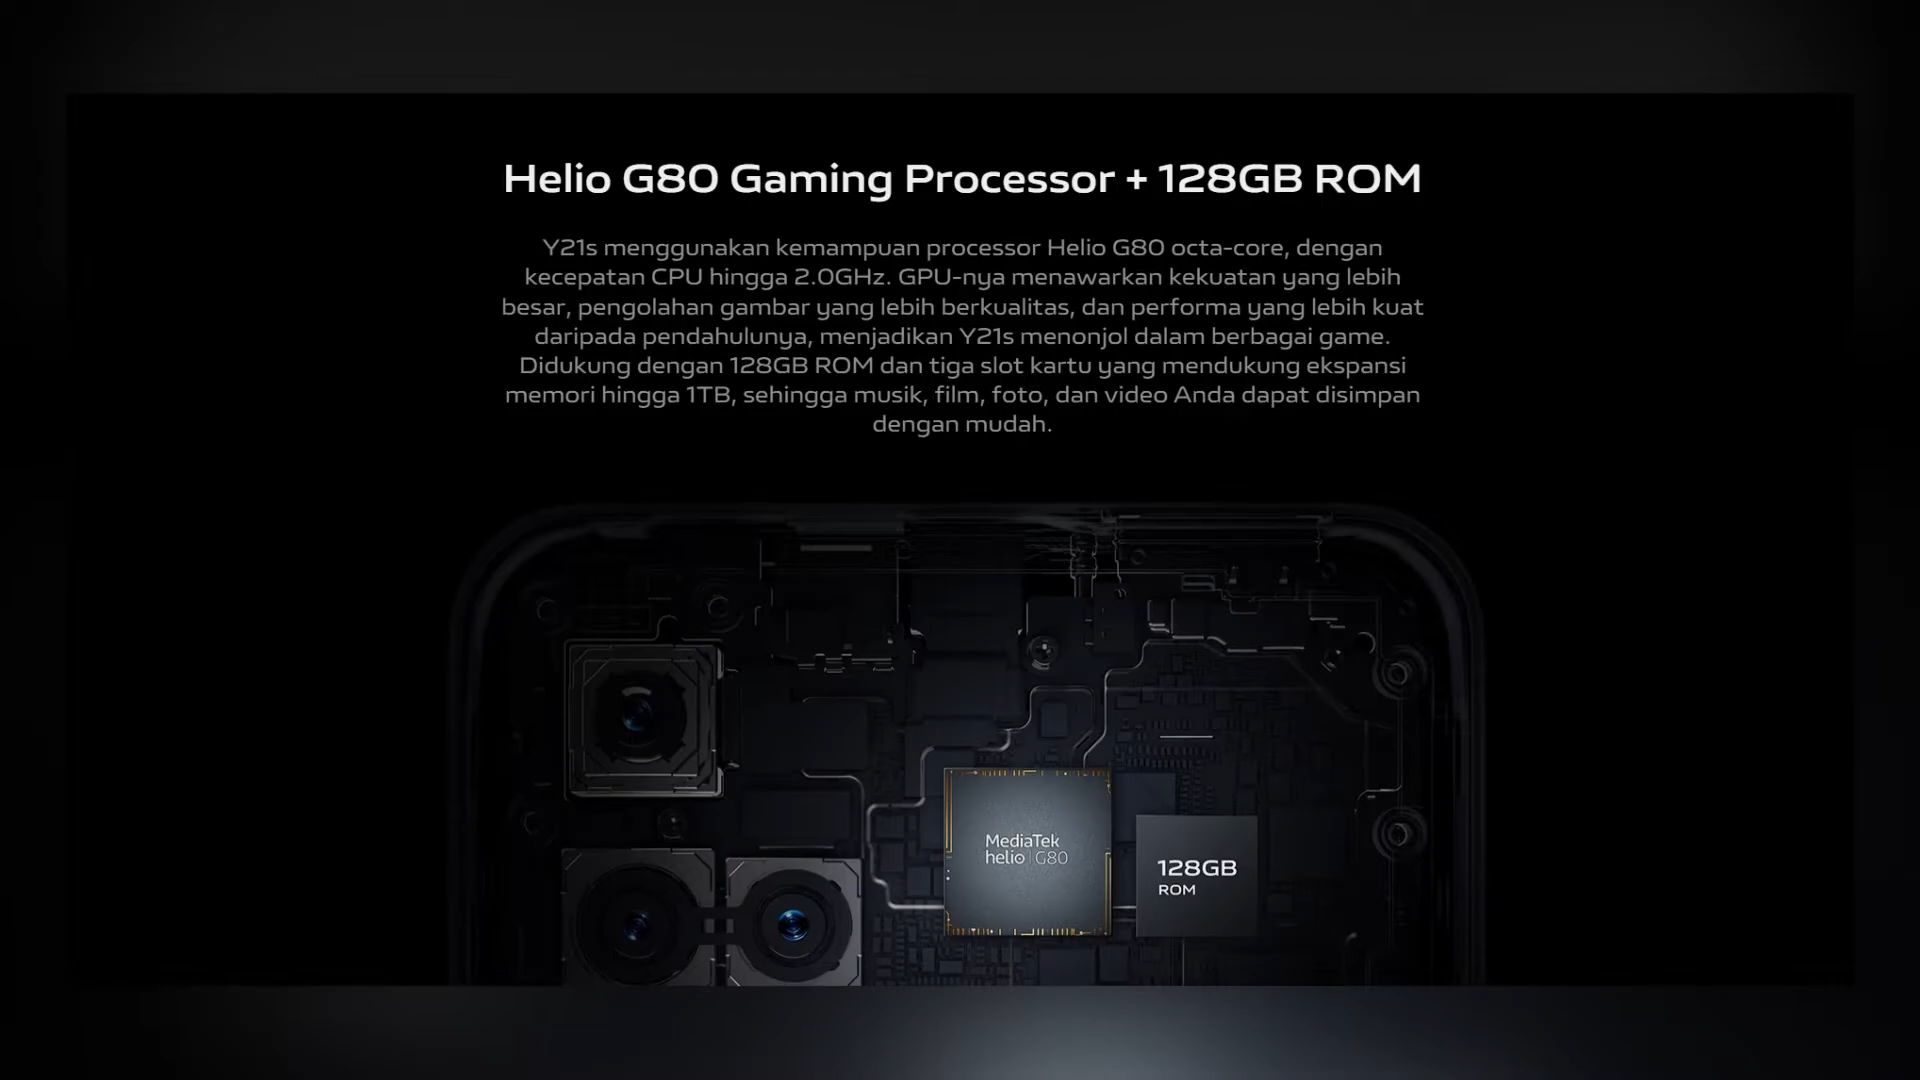 Helio G80 Gaming Processor + 128GB ROM
Y21s menggunakan kemampuan processor Helio G80 octa-core, dengan
kecepatan CPU hingga 2.0GHz. GPU-nya menawarkan kekuatan yang lebih
besar, pengolahan gambar yang lebih berkualitas, dan performa yang lebih kuat
daripada pendahulunya, menjadikan Y21s menonjol dalam berbagai game.
Didukung dengan 128GB ROM dan tiga slot kartu yang mendukung ekspansi
memori hingga 1TB, sehingga musik, film, foto, dan video Anda dapat disimpan
dengan mudah.
MediaTek
helio G80
128GB
ROM